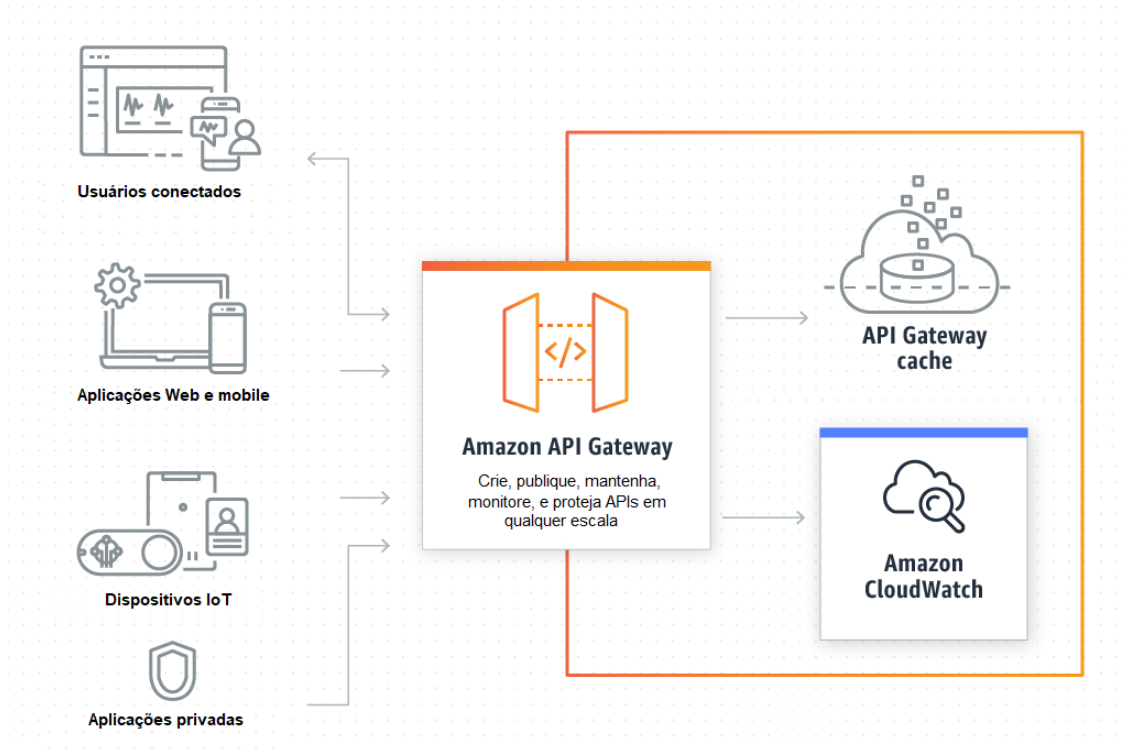 Usuários conectados
Aplicações Web e mobile
Dispositivos IoT
Aplicações privadas
</>
Amazon API Gateway
Crie, publique, mantenha,
monitore, e proteja APIs em
qualquer escala
API Gateway
cache
Amazon
CloudWatch